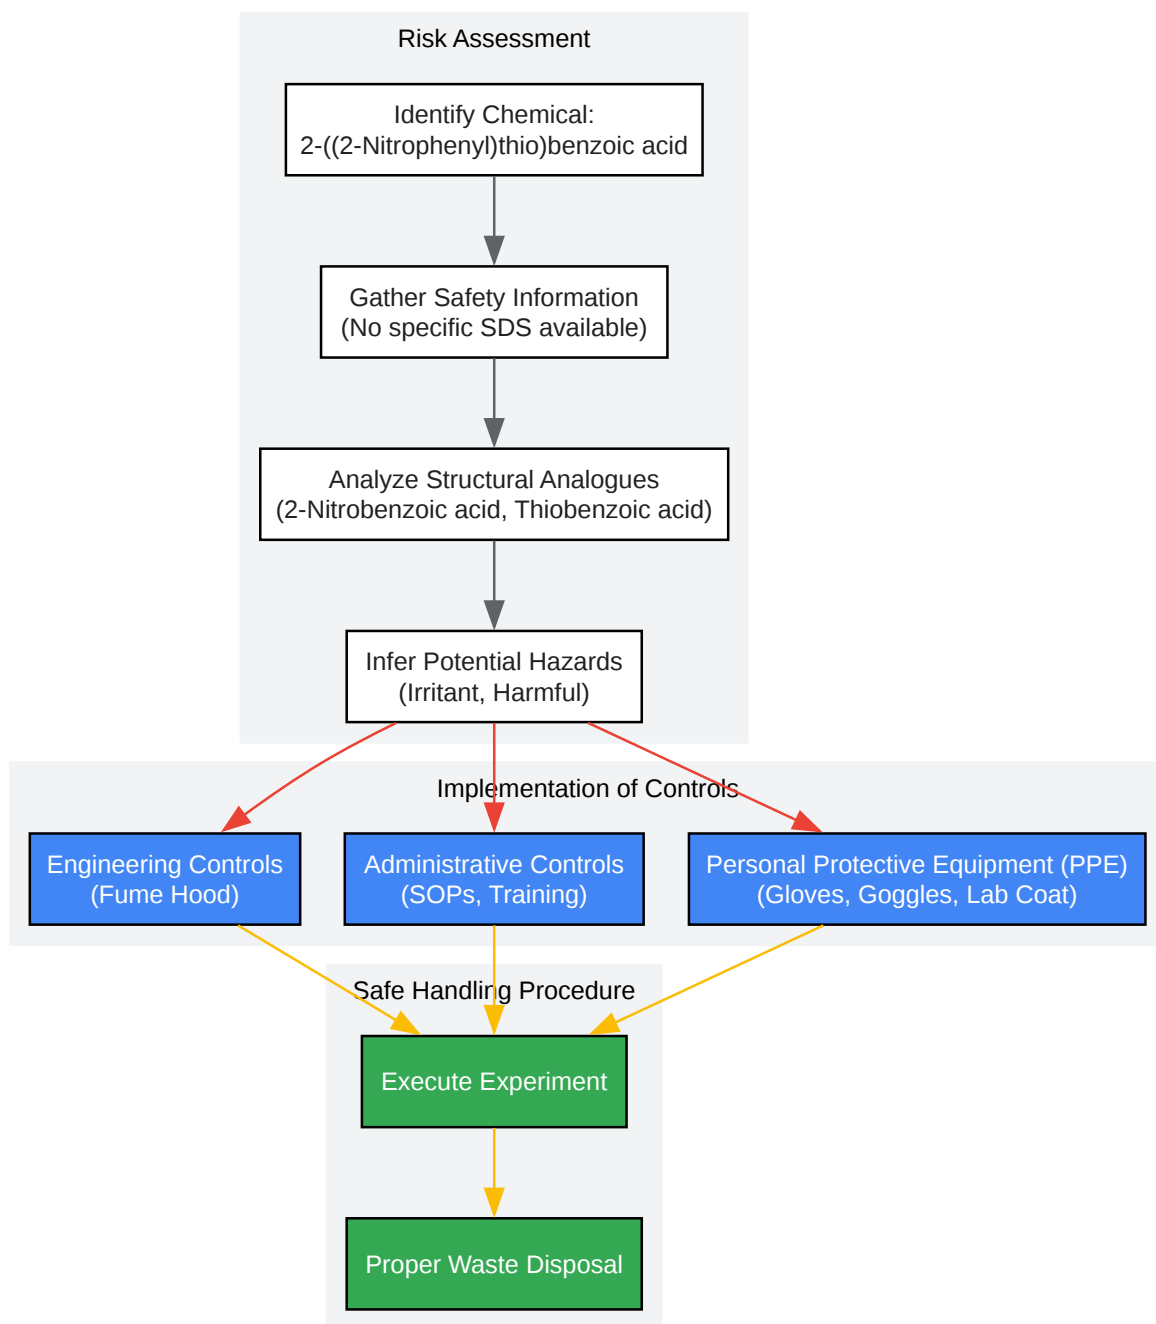 Risk Assessment
Identify Chemical:
2-((2-Nitrophenyl)thio)benzoic acid
Gather Safety Information
(No specific SDS available)
Analyze Structural Analogues
(2-Nitrobenzoic acid, Thiobenzoic acid)
Infer Potential Hazards
(Irritant, Harmful)
Implementation of Controls
Engineering Controls
(Fume Hood)
Administrative Controls
(SOPs, Training)
Personal Protective Equipment (PPE)
(Gloves, Goggles, Lab Coat)
Safe Handling Procedure
Execute Experiment
Proper Waste Disposal